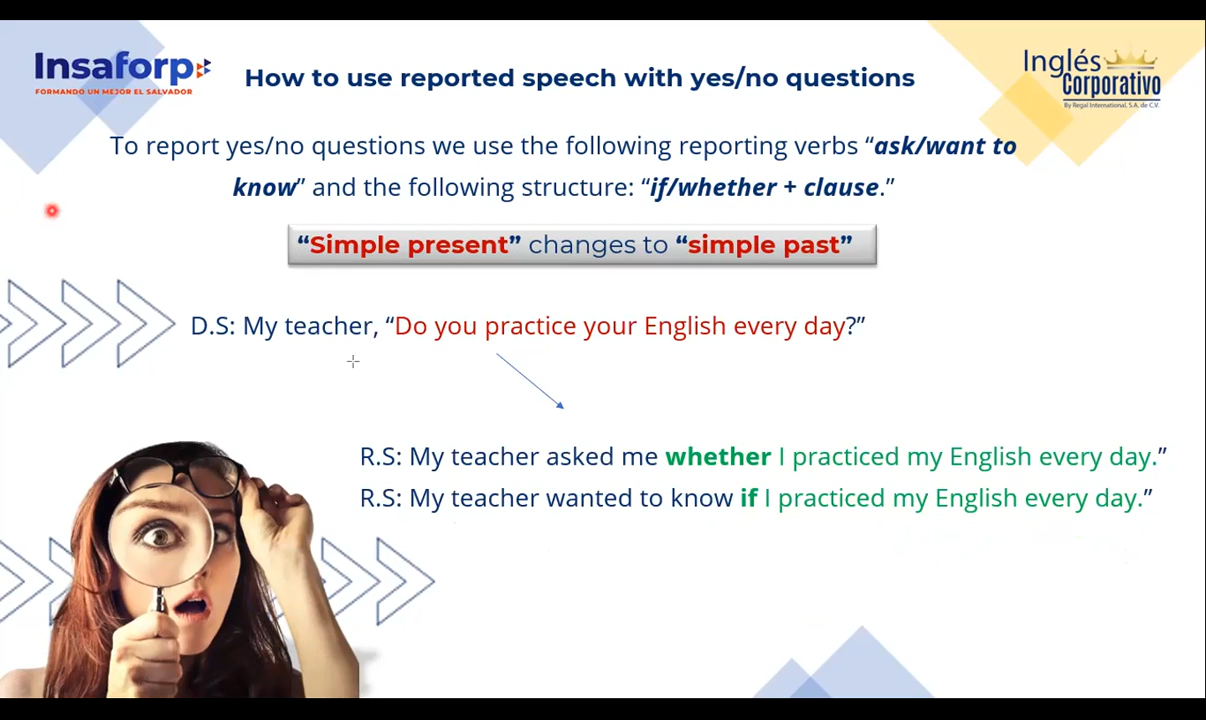 Insaforp
FORMANDO UN MEJOR EL SALVADOR
How to use reported speech with yes/no questions
Inglés
Corporativo
By Regal International, S.A. de C.V.
To report yes/no questions we use the following reporting verbs “ask/want to
know” and the following structure: “if/whether + clause.”
“Simple present” changes to “simple past”
D.S: My teacher, “Do you practice your English every day?”
R.S: My teacher asked me whether I practiced my English every day.”
R.S: My teacher wanted to know if I practiced my English every day.”